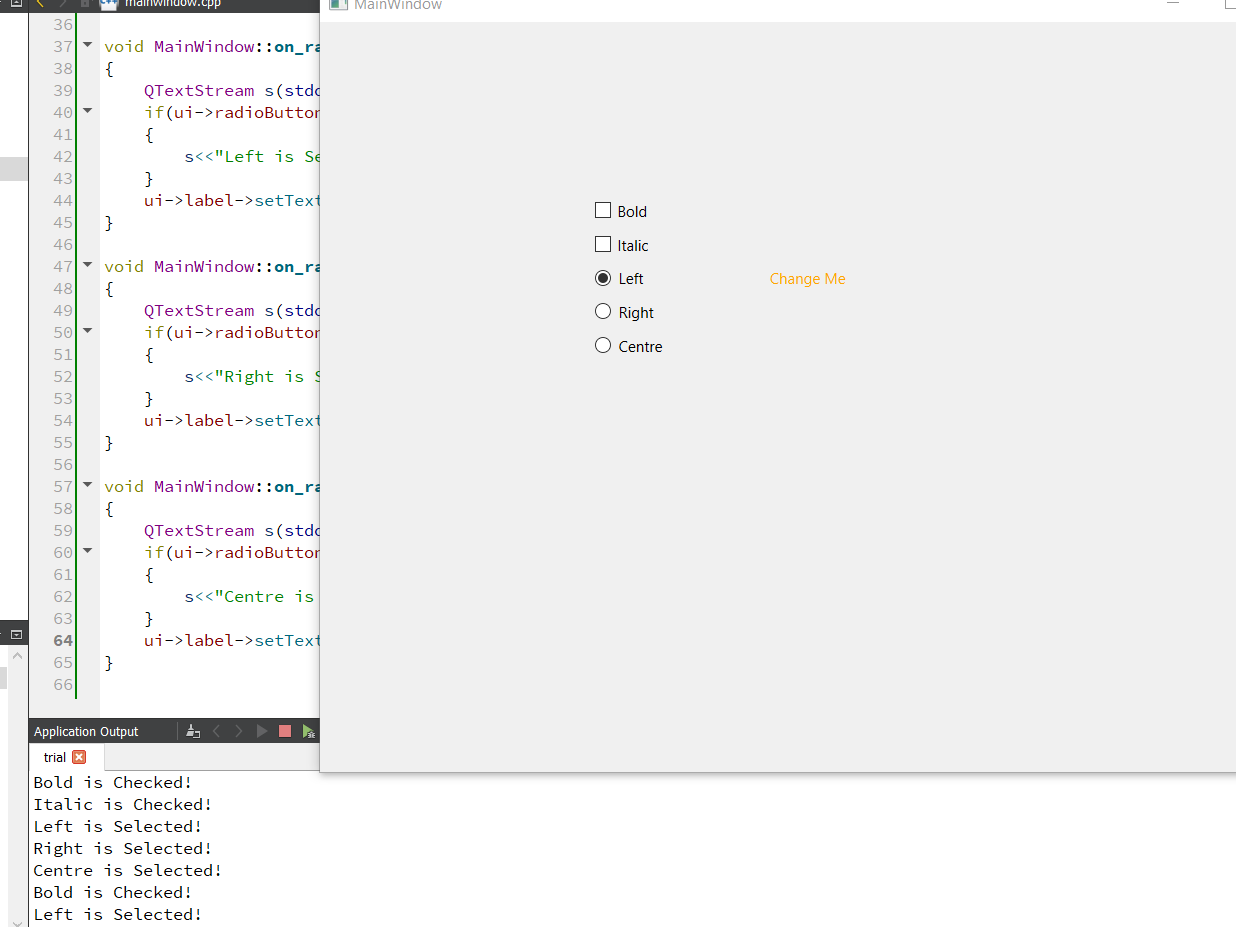 mainwindow.cpp
36
37 void MainWindow::on_ra
38 {
39 QTextStream s(stdo
40 if(ui->radioButton
41 {
42 s<<"Left is Se
43 }
44 ui->label->setText
45 }
46
47 void MainWindow::on_ra
48 {
49 QTextStream s(stdo
50 if(ui->radioButton
51 {
52 s<<"Right is S
53 }
54 ui->label->setText
55 }
56
57 void MainWindow::on_ra
58 {
59 QTextStream s(stdo
60 if(ui->radioButton
61 {
62 s<<"Centre is
63 }
64 ui->label->setText
65 }
66
MainWindow
Bold
Italic
Left
Change Me
Right
Centre
Application Output
trial
Bold is Checked!
Italic is Checked!
Left is Selected!
Right is Selected!
Centre is Selected!
Bold is Checked!
Left is Selected!